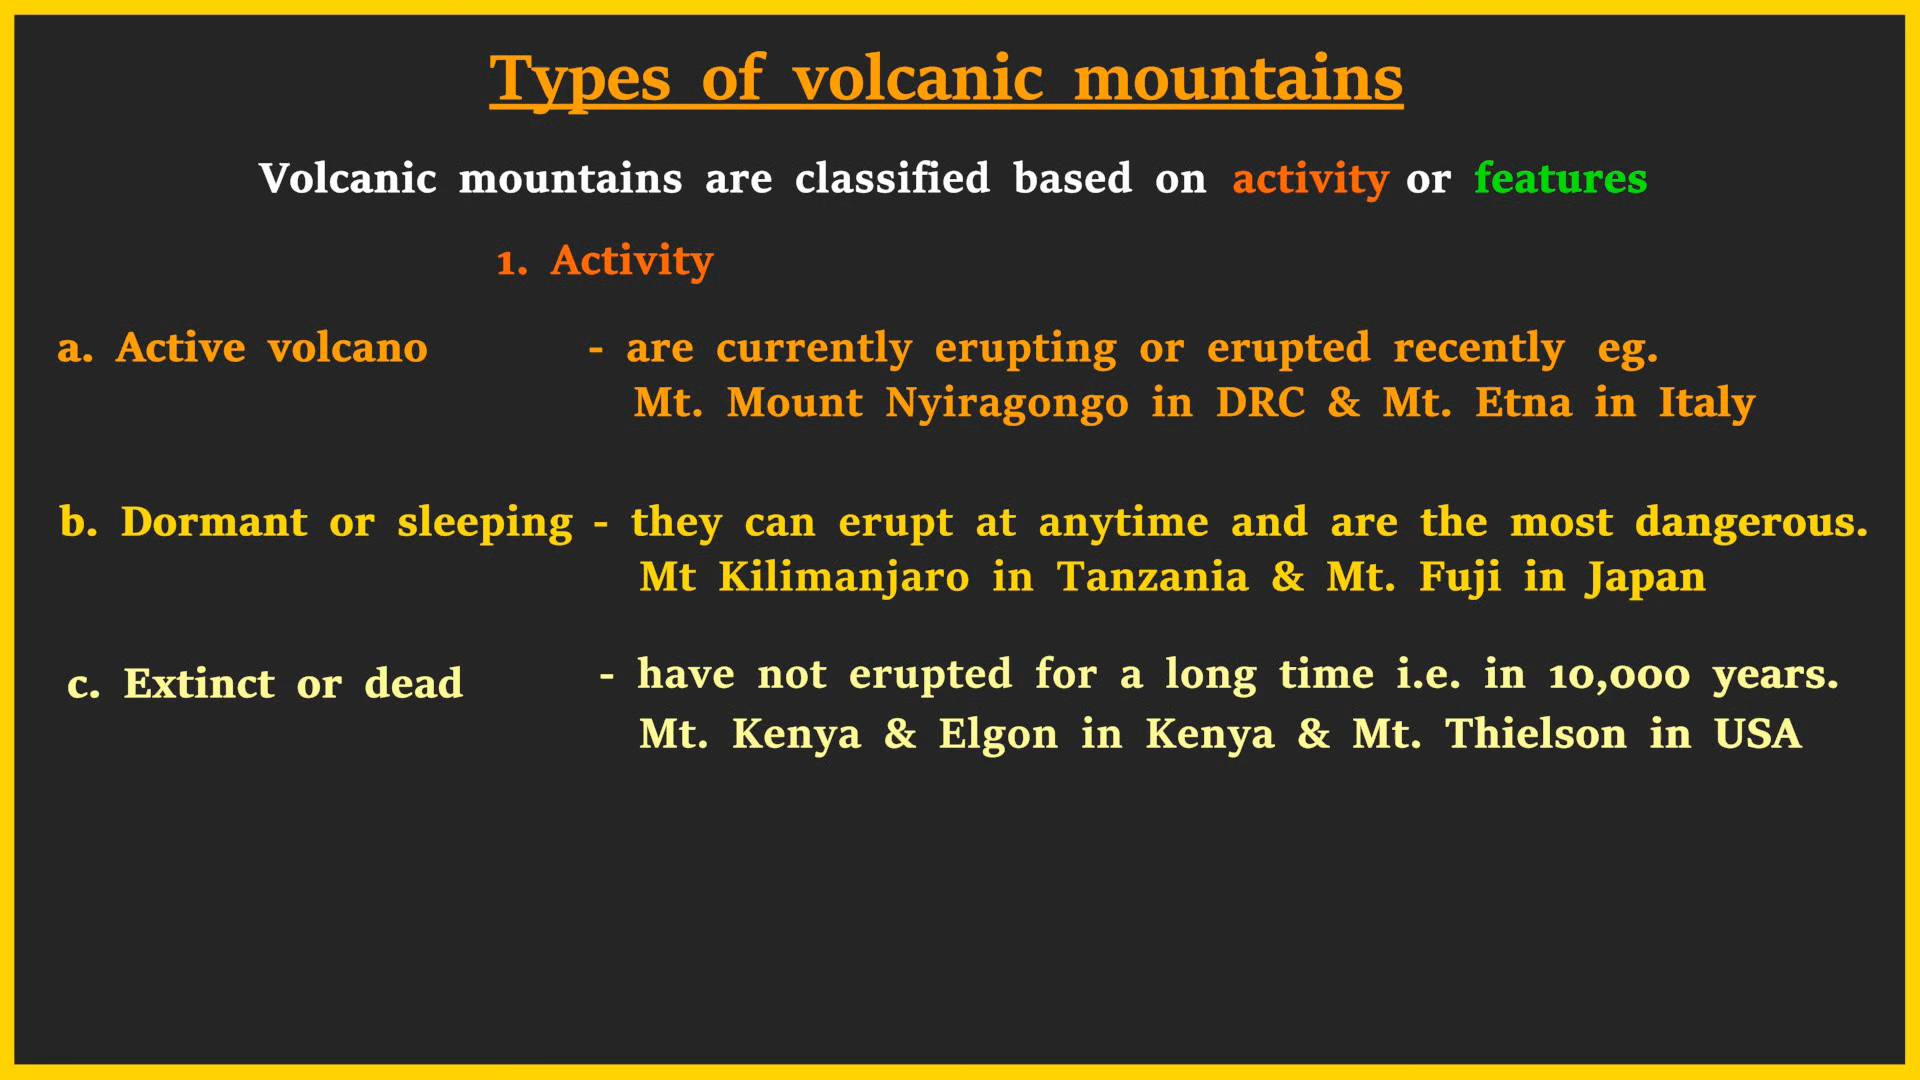 Types of volcanic mountains
Volcanic mountains are classified based on activity or features
1. Activity
a. Active volcano - are currently erupting or erupted recently eg.
Mt. Mount Nyiragongo in DRC & Mt. Etna in Italy
b. Dormant or sleeping - they can erupt at anytime and are the most dangerous.
Mt Kilimanjaro in Tanzania & Mt. Fuji in Japan
c. Extinct or dead - have not erupted for a long time i.e. in 10,000 years.
Mt. Kenya & Elgon in Kenya & Mt. Thielson in USA